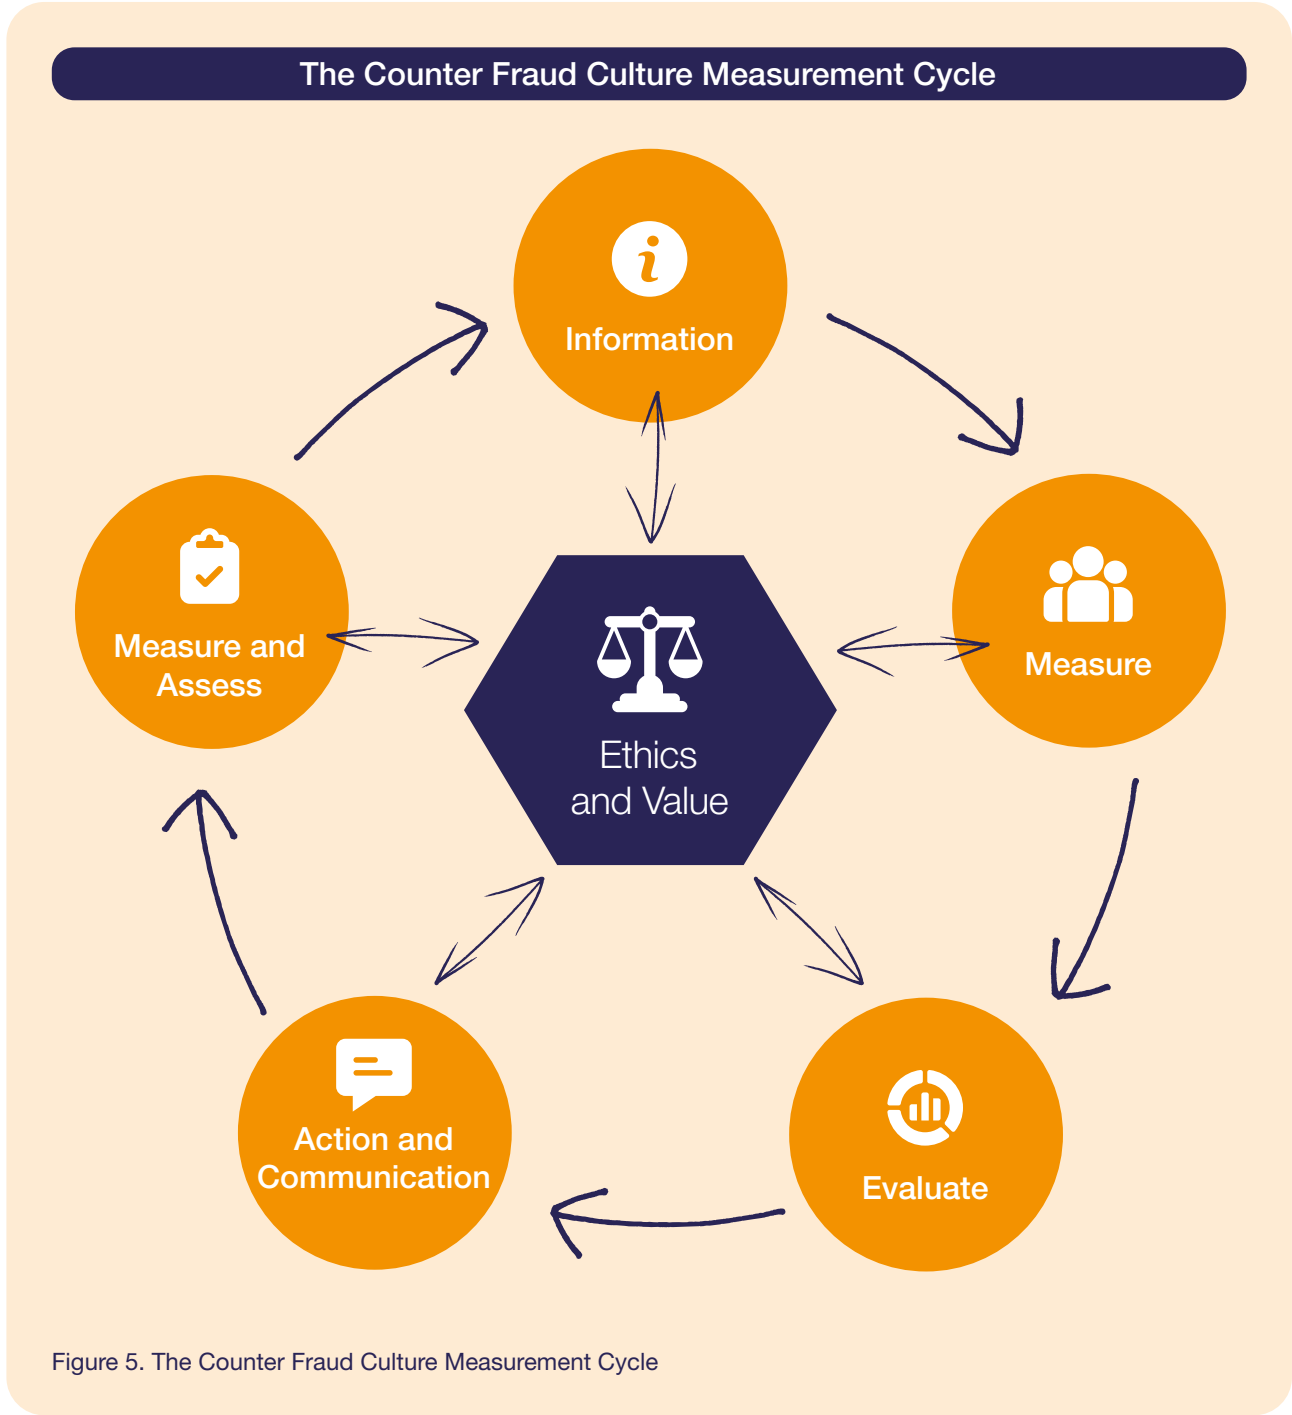 The Counter Fraud Culture Measurement Cycle
Information
Measure
Evaluate
Action and
Communication
Measure and
Assess
Ethics
and Value
Figure 5. The Counter Fraud Culture Measurement Cycle